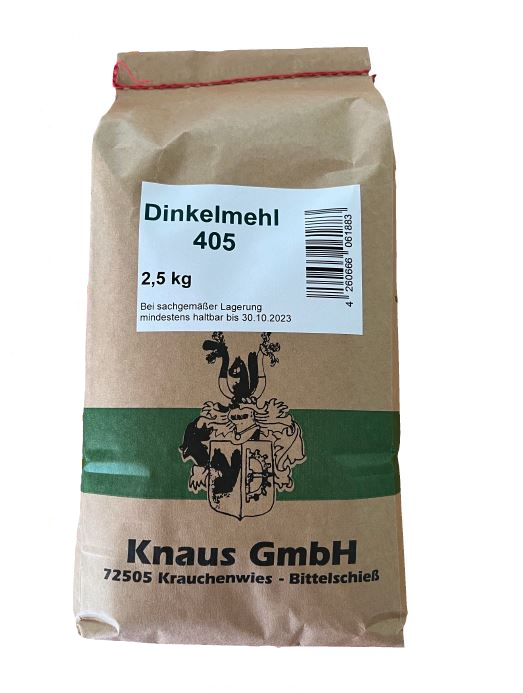 Dinkelmehl
405
2,5 kg
Bei sachgemäßer Lagerung
mindestens haltbar bis 30.10.2023
4 260666 061883
Knaus GmbH
72505 Krauchenwies - Bittelschieß